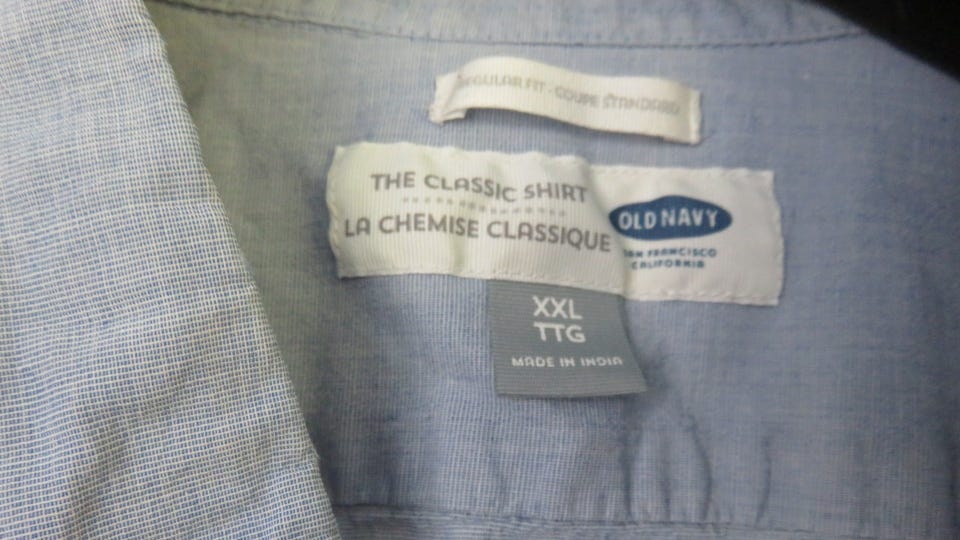 REGULAR FIT - COUPE STANDARD
THE CLASSIC SHIRT
LA CHEMISE CLASSIQUE
OLD NAVY
SAN FRANCISCO
CALIFORNIA
XXL
TTG
MADE IN INDIA